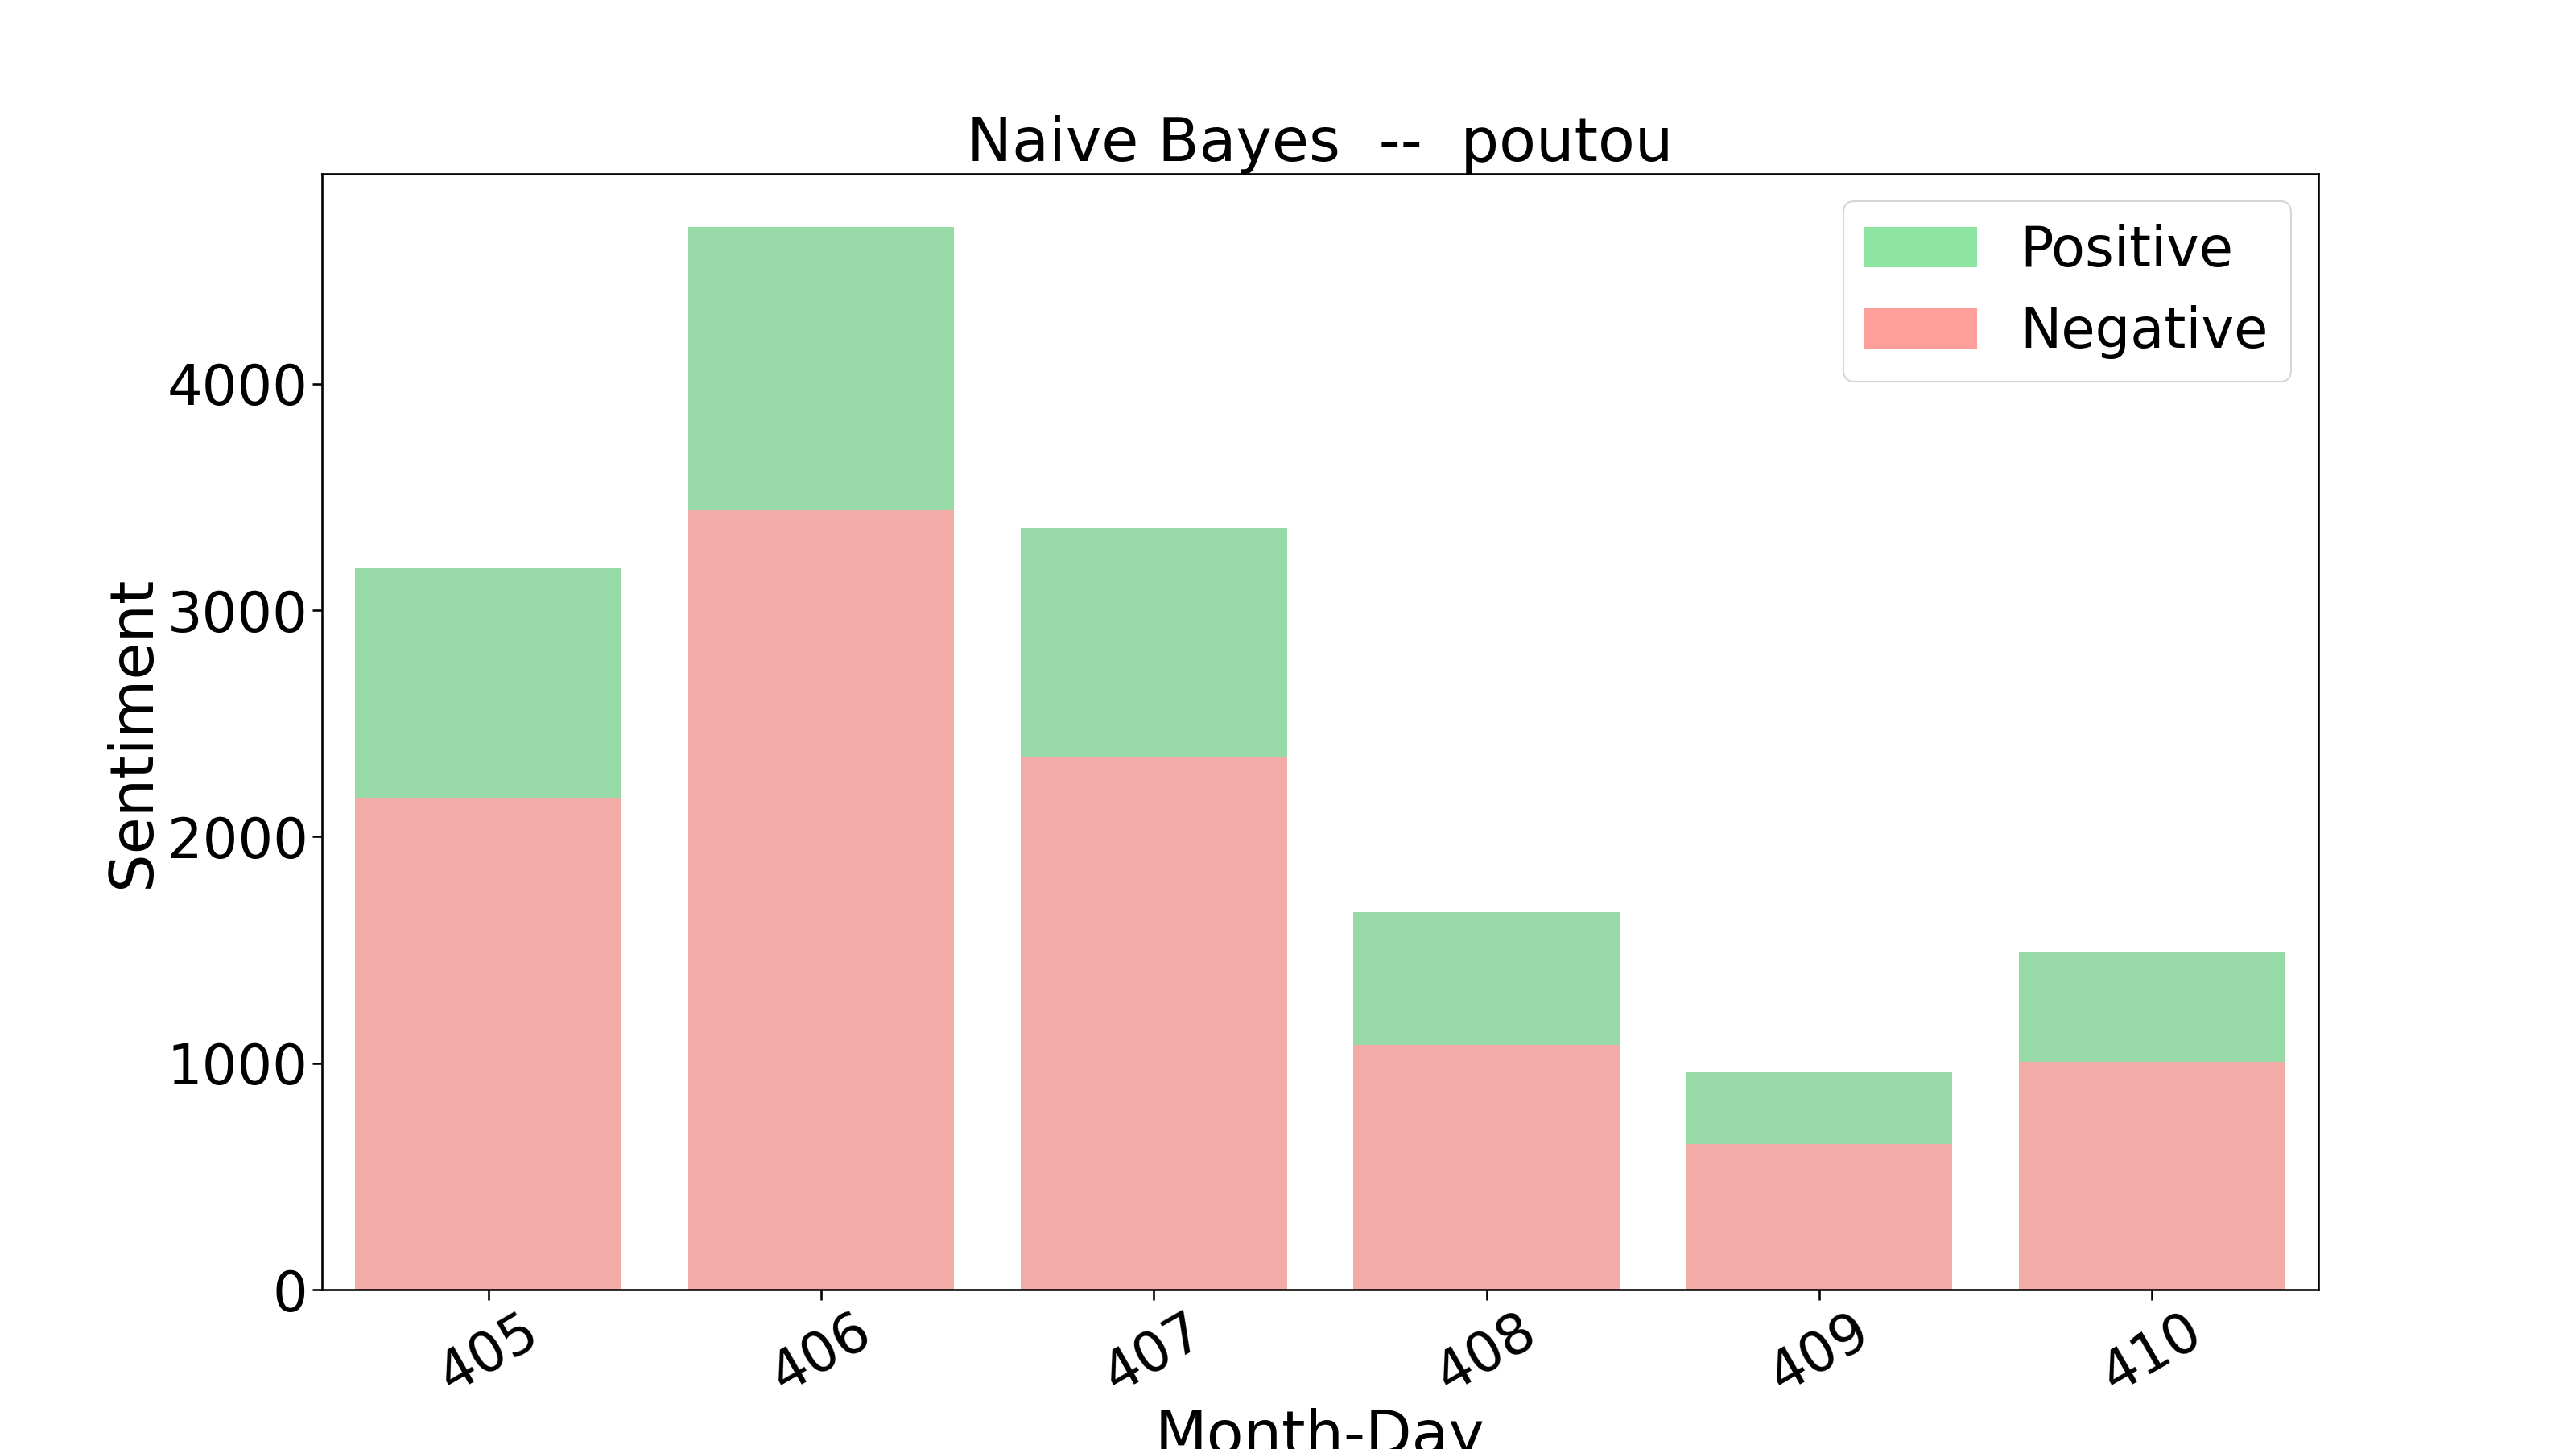 Naive Bayes  --  poutou
Positive
Negative
Sentiment
4000
3000
2000
1000
0
405 406 407 408 409 410
Month-Day